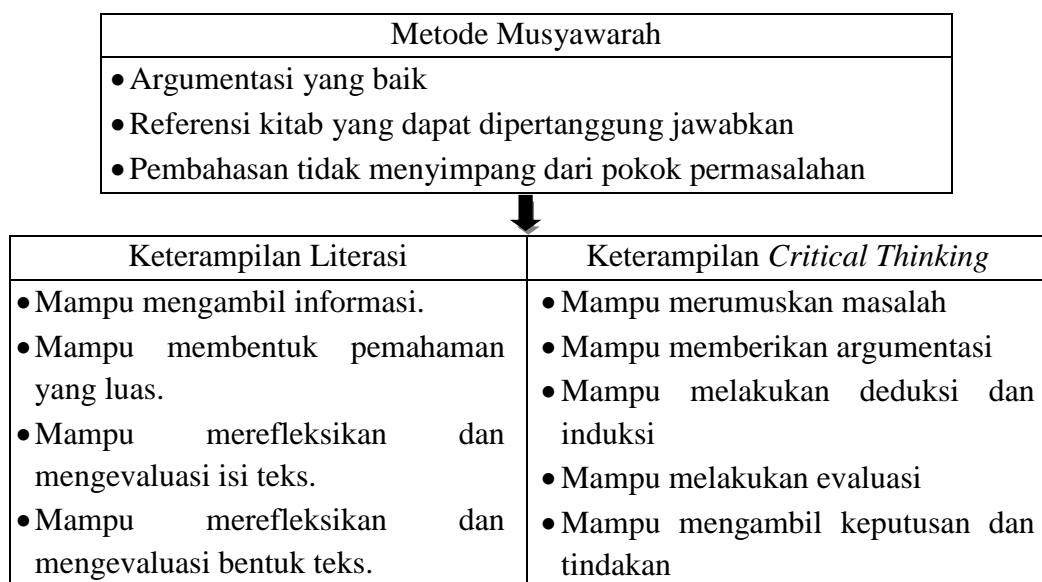 Metode Musyawarah
• Argumentasi yang baik
• Referensi kitab yang dapat dipertanggung jawabkan
• Pembahasan tidak menyimpang dari pokok permasalahan
Keterampilan Literasi
• Mampu mengambil informasi.
• Mampu membentuk pemahaman
yang luas.
• Mampu merefleksikan dan
mengevaluasi isi teks.
• Mampu merefleksikan dan
mengevaluasi bentuk teks.
Keterampilan Critical Thinking
• Mampu merumuskan masalah
• Mampu memberikan argumentasi
• Mampu melakukan deduksi dan
induksi
• Mampu melakukan evaluasi
• Mampu mengambil keputusan dan
tindakan